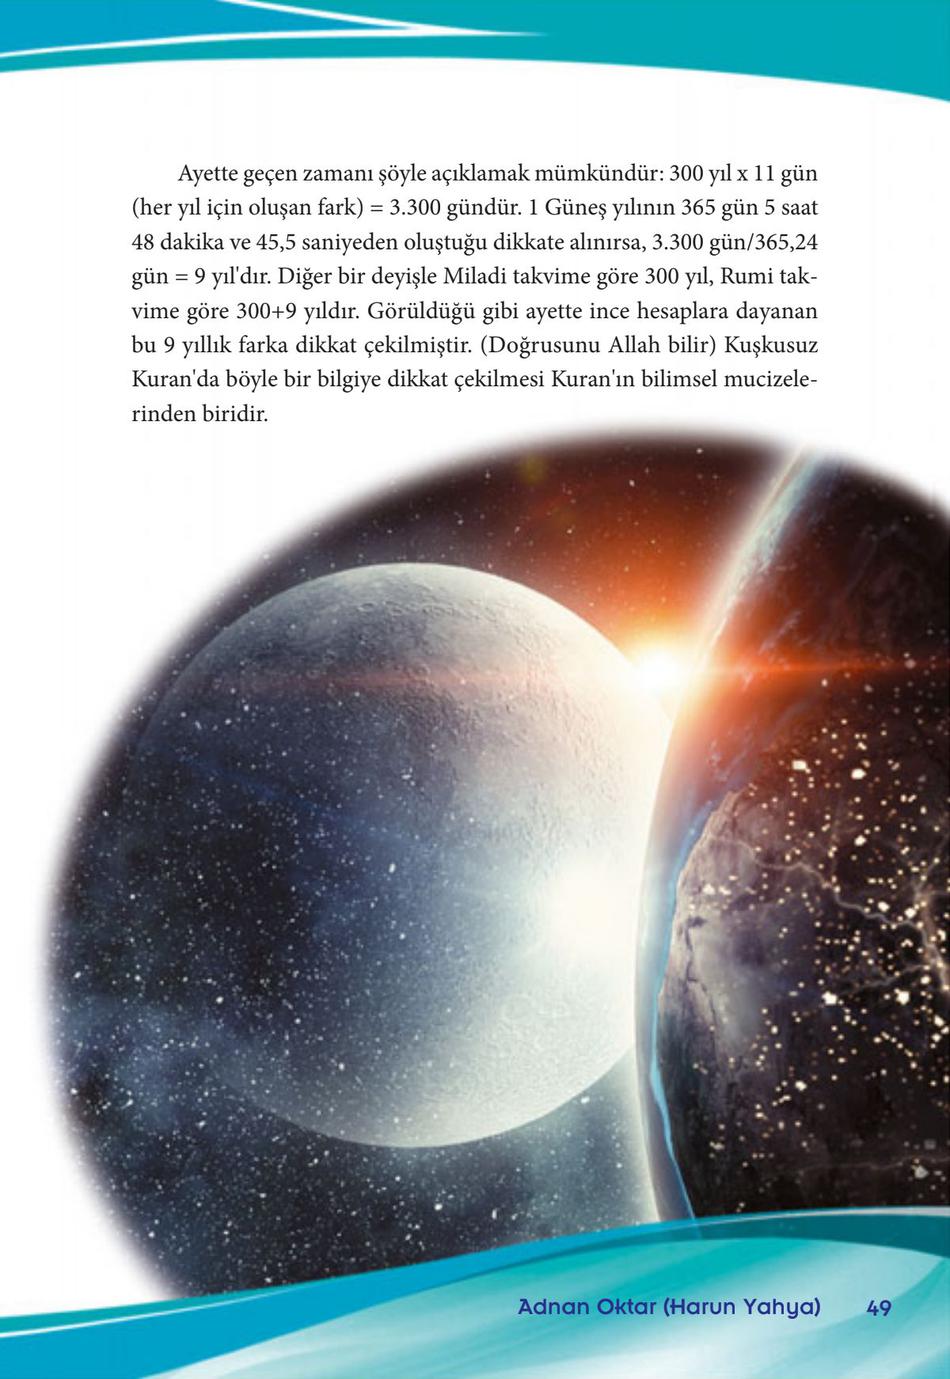 Ayette geçen zamanı şöyle açıklamak mümkündür: 300 yıl x 11 gün
(her yıl için oluşan fark) = 3.300 gündür. 1 Güneş yılının 365 gün 5 saat
48 dakika ve 45,5 saniyeden oluştuğu dikkate alınırsa, 3.300 gün/365,24
gün = 9 yıl'dır. Diğer bir deyişle Miladi takvime göre 300 yıl, Rumi tak-
vime göre 300+9 yıldır. Görüldüğü gibi ayette ince hesaplara dayanan
bu 9 yıllık farka dikkat çekilmiştir. (Doğrusunu Allah bilir) Kuşkusuz
Kuran'da böyle bir bilgiye dikkat çekilmesi Kuran'ın bilimsel mucizele-
rinden biridir.
Adnan Oktar (Harun Yahya) 49